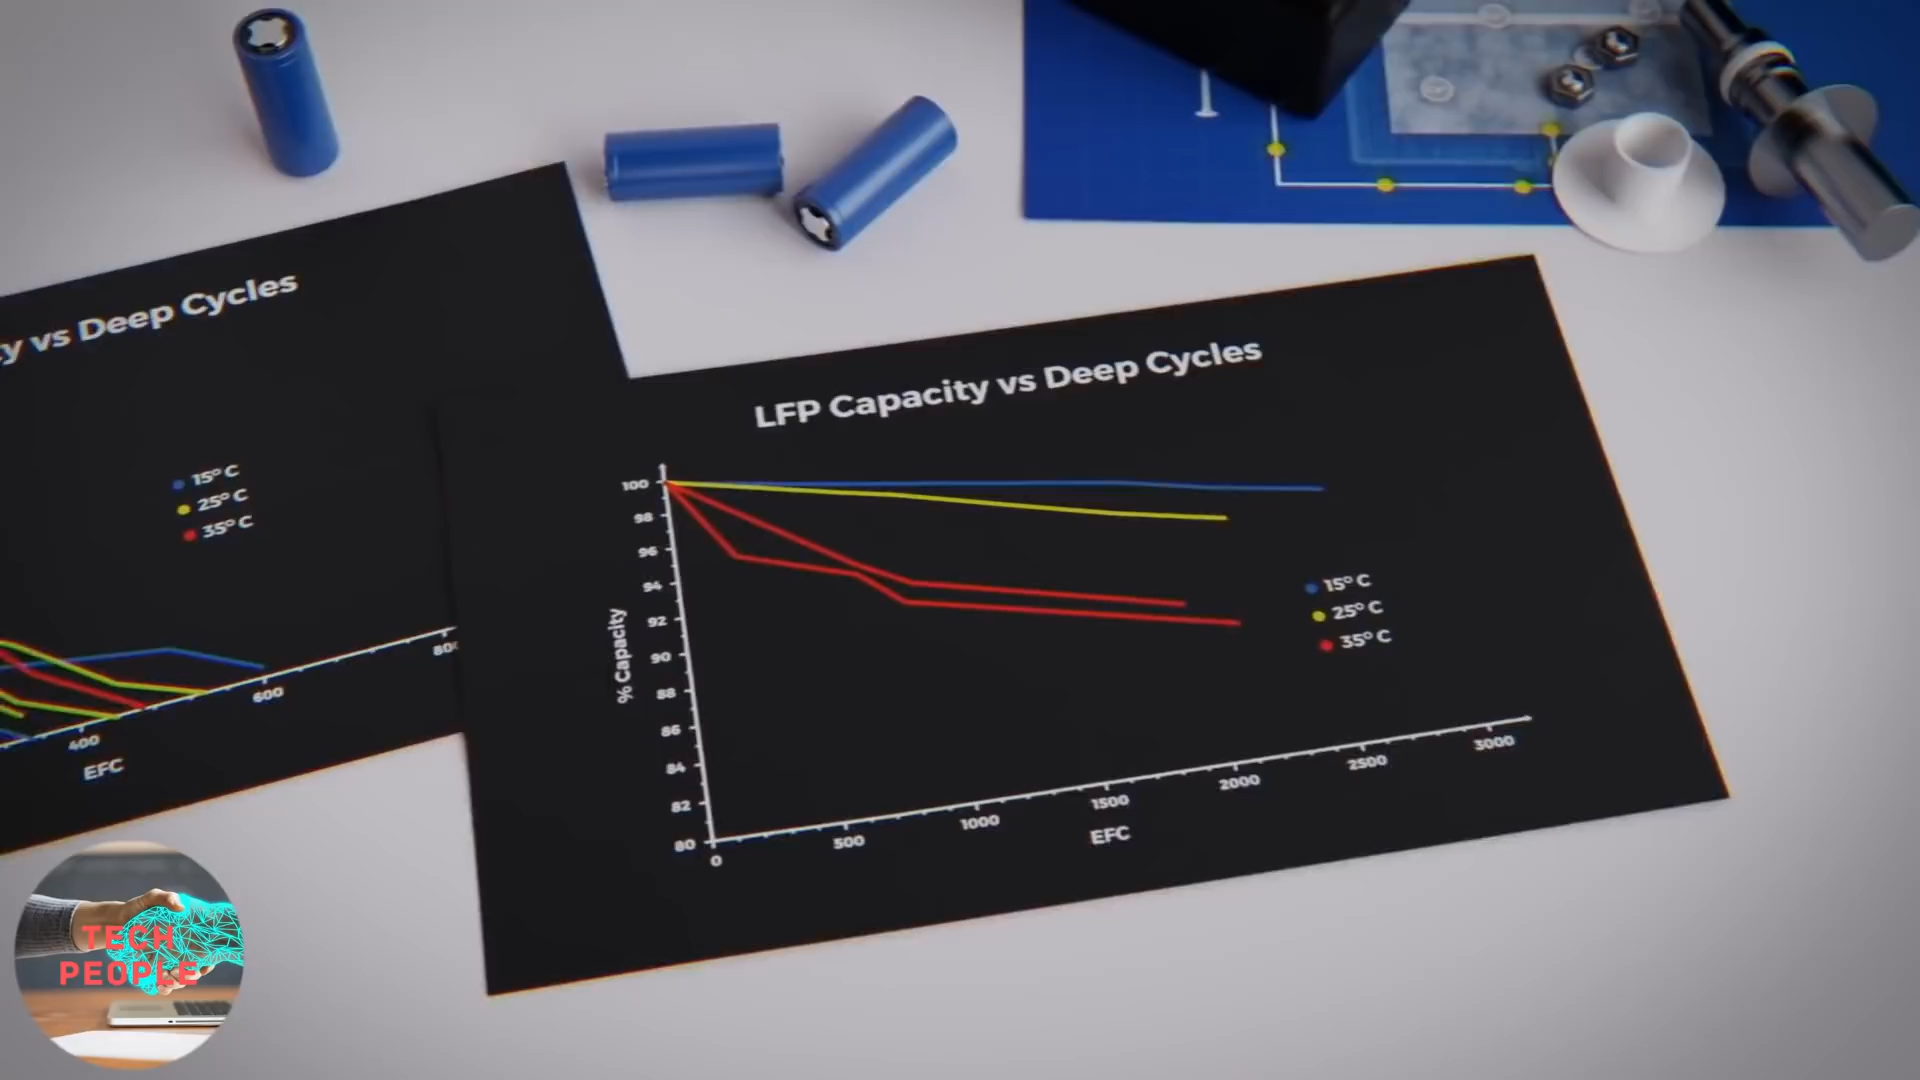 y vs Deep Cycles
15° C
25° C
35° C
400
600
EFC
LFP Capacity vs Deep Cycles
100
98
96
94
92
90
88
86
84
82
80
% Capacity
0
500
1000
1500
2000
2500
3000
EFC
15° C
25° C
35° C
TECH
PEOPLE